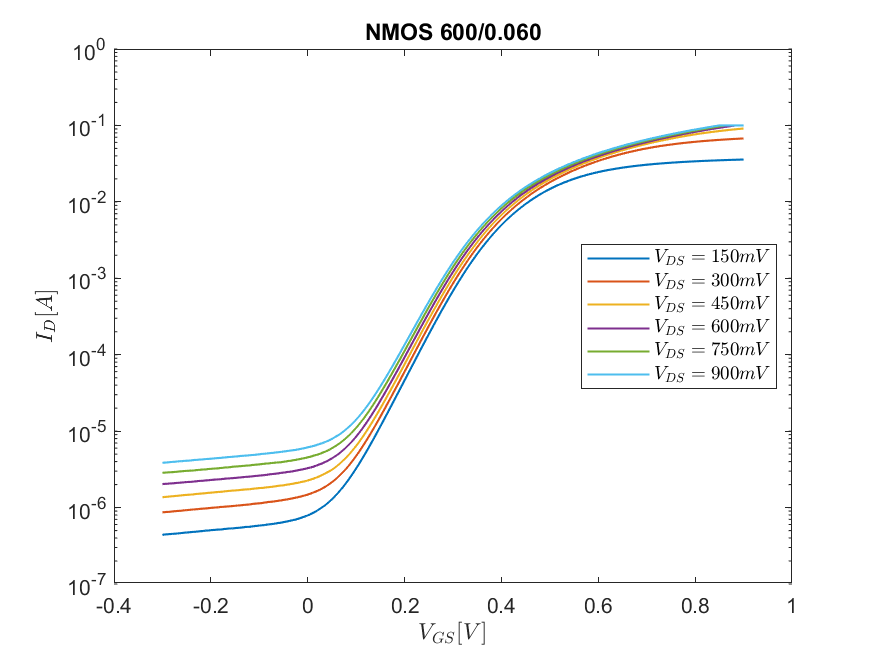 NMOS 600/0.060
10^0
10^-1
10^-2
10^-3
10^-4
10^-5
10^-6
10^-7
I_D[A]
V_DS = 150mV
V_DS = 300mV
V_DS = 450mV
V_DS = 600mV
V_DS = 750mV
V_DS = 900mV
-0.4 -0.2 0 0.2 0.4 0.6 0.8 1
V_GS[V]